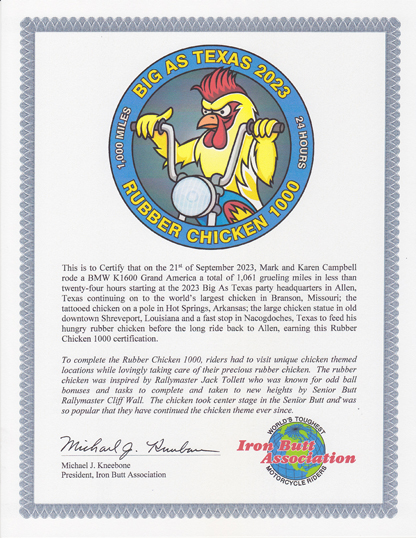 BIG AS TEXAS 2023
1,000 MILES
24 HOURS
RUBBER CHICKEN 1000
This is to Certify that on the 21st of September 2023, Mark and Karen Campbell
rode a BMW K1600 Grand America a total of 1,061 grueling miles in less than
twenty-four hours starting at the 2023 Big As Texas party headquarters in Allen,
Texas continuing on to the world's largest chicken in Branson, Missouri; the
tattooed chicken on a pole in Hot Springs, Arkansas; the large chicken statue in old
downtown Shreveport, Louisiana and a fast stop in Nacogdoches, Texas to feed his
hungry rubber chicken before the long ride back to Allen, earning this Rubber
Chicken 1000 certification.
To complete the Rubber Chicken 1000, riders had to visit unique chicken themed
locations while lovingly taking care of their precious rubber chicken. The rubber
chicken was inspired by Rallymaster Jack Tollett who was known for odd ball
bonuses and tasks to complete and taken to new heights by Senior Butt
Rallymaster Cliff Wall. The chicken took center stage in the Senior Butt and was
so popular that they have continued the chicken theme ever since.
Michael J. Kneebone
Michael J. Kneebone
President, Iron Butt Association
WORLD'S TOUGHEST
Iron Butt
Association
MOTORCYCLE RIDERS